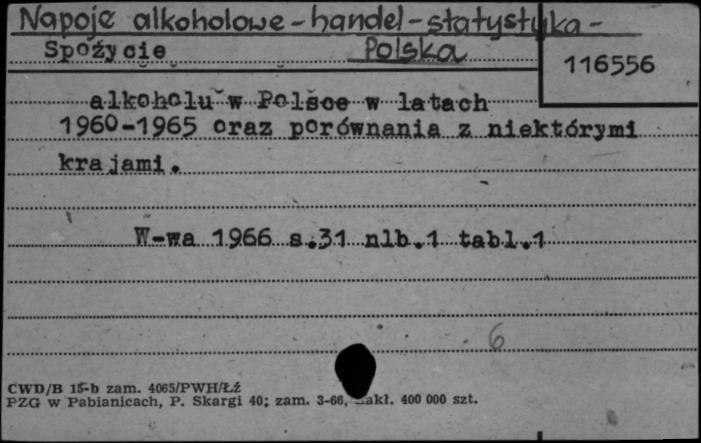 Napoje alkoholowe - handel - statystyka -
Polska
Spożycie
116556
alkoholu w Polsce w latach
1960-1965 oraz porównania z niektórymi
krajami.
W-wa 1966 s.31 nlb.1 tabl.1
6
CWD/B 15-b zam. 4065/PWH/Łź
PZG w Pabianicach, P. Skargi 40; zam. 3-66, nakł. 400 000 szt.